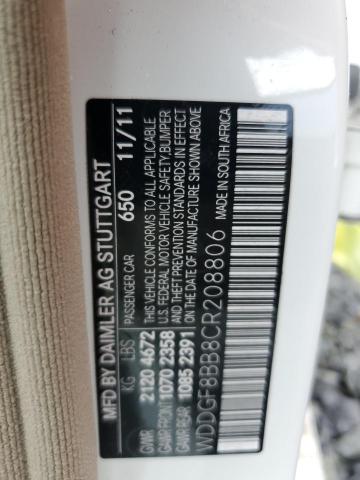 MFD BY DAIMLER AG STUTTGART
PASSENGER CAR 650 11/11
KG LBS
GVWR 2120 4672
GAWR FRONT 1070 2358
GAWR REAR 1085 2391
THIS VEHICLE CONFORMS TO ALL APPLICABLE
U.S. FEDERAL MOTOR VEHICLE SAFETY, BUMPER
AND THEFT PREVENTION STANDARDS IN EFFECT
ON THE DATE OF MANUFACTURE SHOWN ABOVE
WDDGF8BB8CR208806
MADE IN SOUTH AFRICA